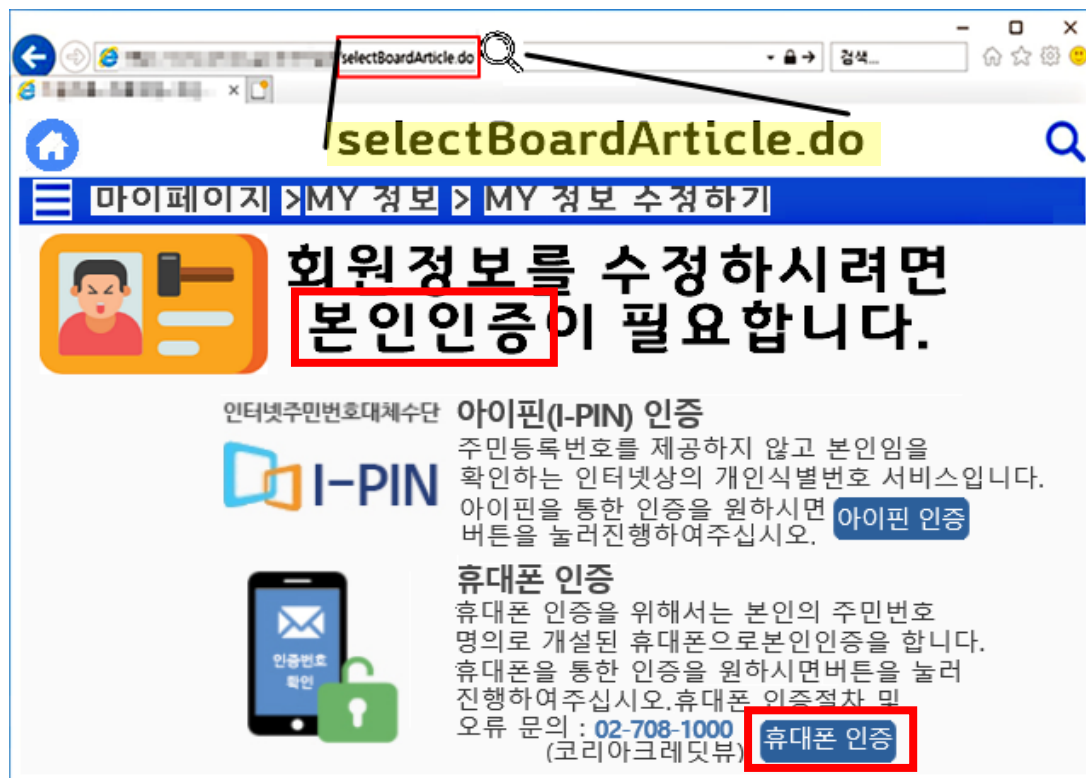 selectBoardArticle.do
검색...
selectBoardArticle.do
마이페이지 >MY 정보 > MY 정보 수정하기
회원정보를 수정하시려면
본인인증이 필요합니다.
인터넷주민번호대체수단
I-PIN
아이핀(I-PIN) 인증
주민등록번호를 제공하지 않고 본인임을
확인하는 인터넷상의 개인식별번호 서비스입니다.
아이핀을 통한 인증을 원하시면
버튼을 눌러진행하여주십시오.
아이핀 인증
인증번호
확인
휴대폰 인증
휴대폰 인증을 위해서는 본인의 주민번호
명의로 개설된 휴대폰으로본인인증을 합니다.
휴대폰을 통한 인증을 원하시면버튼을 눌러
진행하여주십시오.휴대폰 인증절차 및
오류 문의 : 02-708-1000
(코리아크레딧뷰)
휴대폰 인증